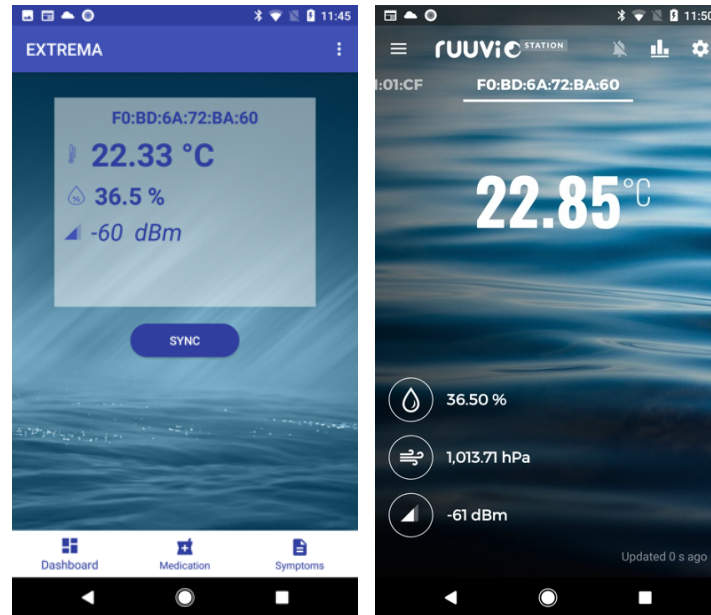 11:45
EXTREMA
F0:BD:6A:72:BA:60
22.33 °C
36.5 %
-60 dBm
SYNC
Dashboard
Medication
Symptoms
11:50
ruuvi STATION
:01:CF
F0:BD:6A:72:BA:60
22.85°C
36.50 %
1,013.71 hPa
-61 dBm
Updated 0 s ago